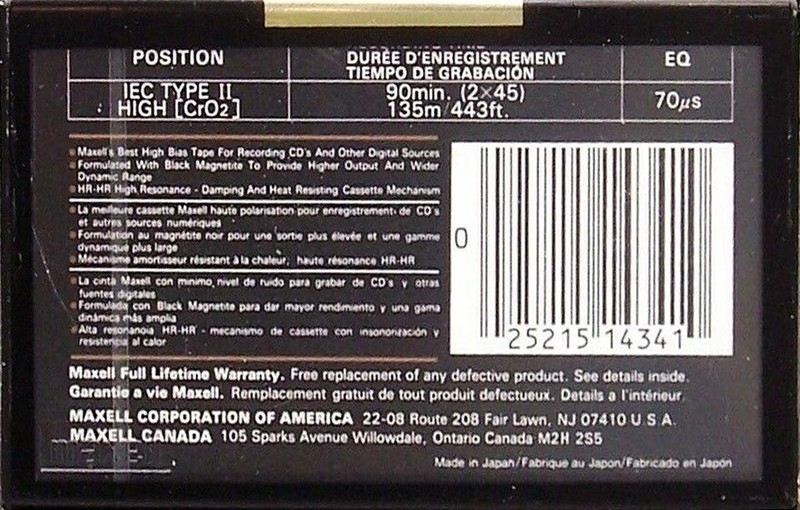 POSITION
DURÉE D'ENREGISTREMENT
TIEMPO DE GRABACIÓN
EQ
IEC TYPE II
HIGH [CrO2]
90min. (2×45)
135m/443ft.
70µs
Maxell's Best High Bias Tape For Recording CD's And Other Digital Sources
Formulated With Black Magnetite To Provide Higher Output And Wider
Dynamic Range
HR-HR High Resonance - Damping And Heat Resisting Cassette Mechanism
La meilleure cassette Maxell haute polarisation pour enregistrement de CD's
et autres sources numériques
Formulation au magnétite noir pour une sortie plus élevée et une gamme
dynamique plus large
Mécanisme amortisseur résistant à la chaleur, haute résonance HR-HR
La cinta Maxell con minimo nivel de ruido para grabar de CD's y otras
fuentes digitales
Formulada con Black Magnetite para dar mayor rendimiento y una gama
dinámica más amplia
Alta resonancia HR-HR - mecanismo de cassette con insonorización y
resistencia al calor
0
25215 14341
Maxell Full Lifetime Warranty. Free replacement of any defective product. See details inside.
Garantie a vie Maxell. Remplacement gratuit de tout produit defectueux. Details a l'intérieur.
MAXELL CORPORATION OF AMERICA 22-08 Route 208 Fair Lawn, NJ 07410 U.S.A.
MAXELL CANADA 105 Sparks Avenue Willowdale, Ontario Canada M2H 2S5
Made in Japan/Fabriqué au Japon/Fabricado en Japón